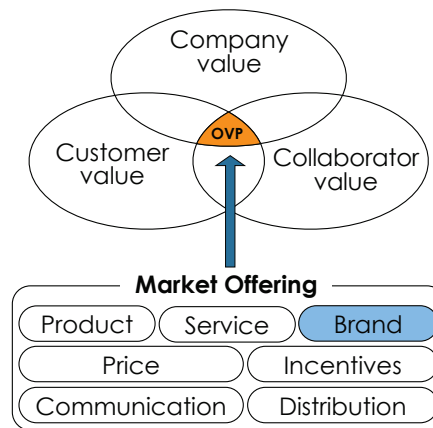 Company
value
OVP
Customer
value
Collaborator
value
Market Offering
Product
Service
Brand
Price
Incentives
Communication
Distribution